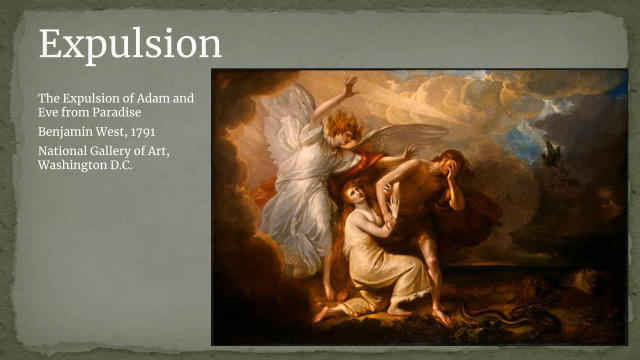 Expulsion
The Expulsion of Adam and
Eve from Paradise
Benjamin West, 1791
National Gallery of Art,
Washington D.C.